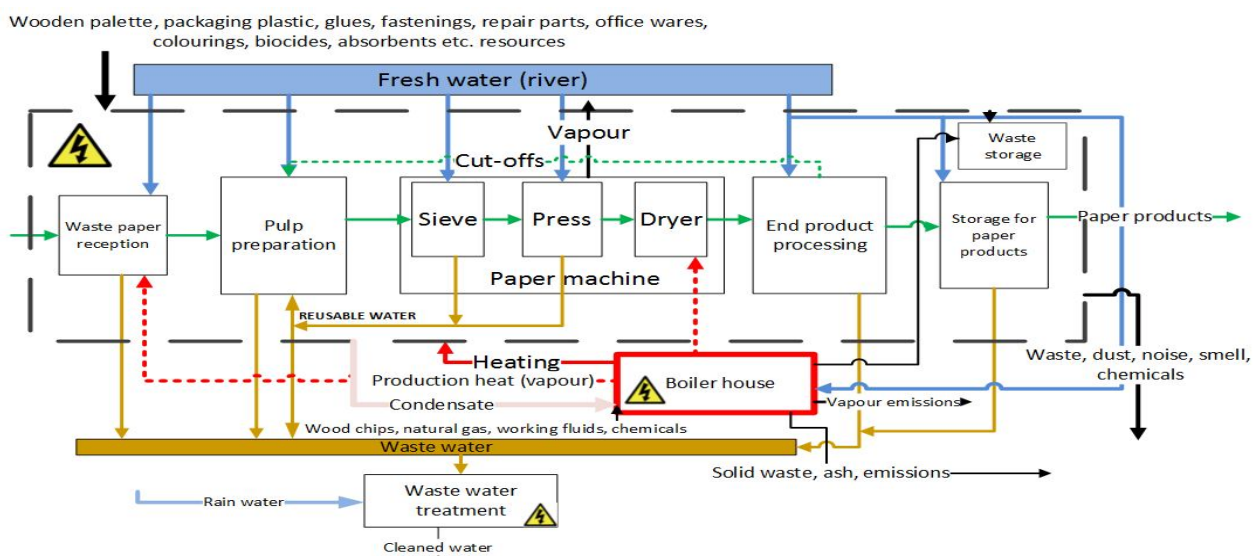 Wooden palette, packaging plastic, glues, fastenings, repair parts, office wares,
colourings, biocides, absorbents etc. resources
Fresh water (river)
Vapour
Waste
storage
Cut-offs
Waste paper
reception
Pulp
preparation
Sieve
Press
Dryer
Paper machine
End product
processing
Storage for
paper
products
Paper products
REUSABLE WATER
Heating
Production heat (vapour)
Condensate
Boiler house
Waste, dust, noise, smell,
chemicals
Vapour emissions
Wood chips, natural gas, working fluids, chemicals
Waste water
Solid waste, ash, emissions
Rain water
Waste water
treatment
Cleaned water